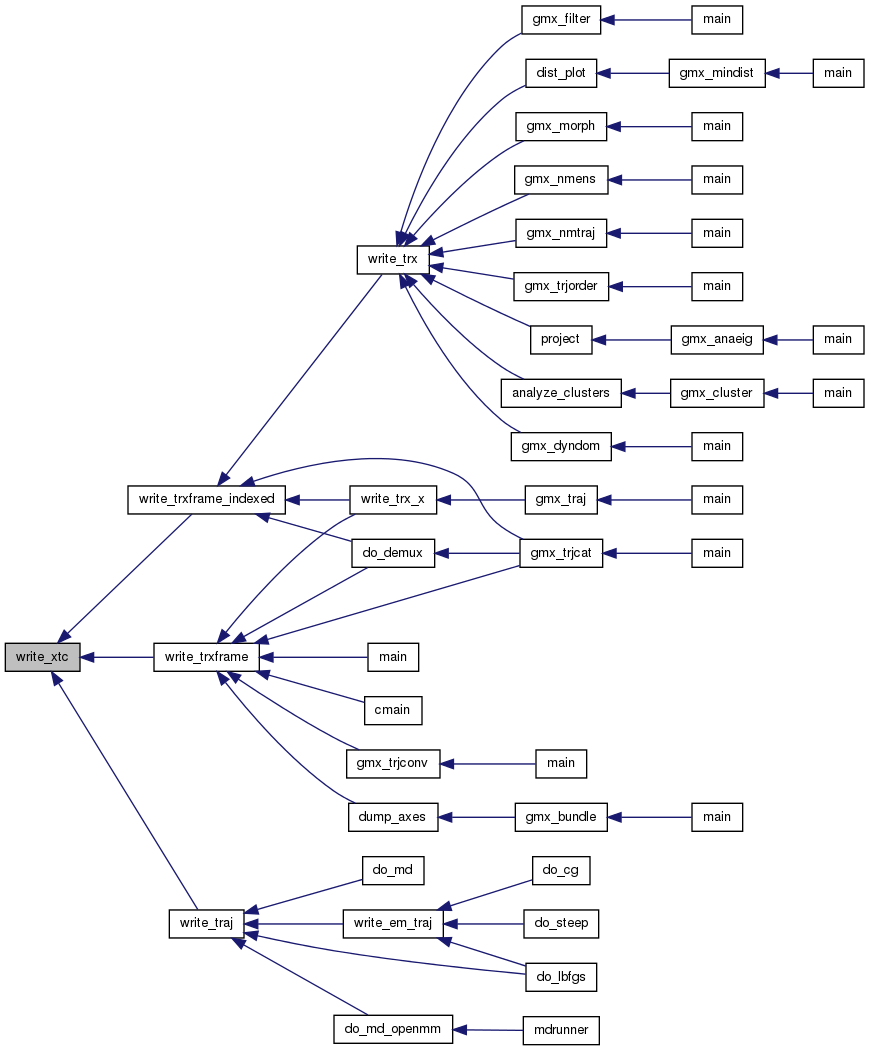 gmx_filter main
dist_plot gmx_mindist main
gmx_morph main
gmx_nmens main
gmx_nmtraj main
write_trx
gmx_trjorder main
project gmx_anaeig main
analyze_clusters gmx_cluster main
gmx_dyndom main
write_trxframe_indexed write_trx_x gmx_traj main
do_demux gmx_trjcat main
write_xtc write_trxframe main
cmain
gmx_trjconv main
dump_axes gmx_bundle main
do_md do_cg
write_traj write_em_traj do_steep
do_lbfgs
do_md_openmm mdrunner